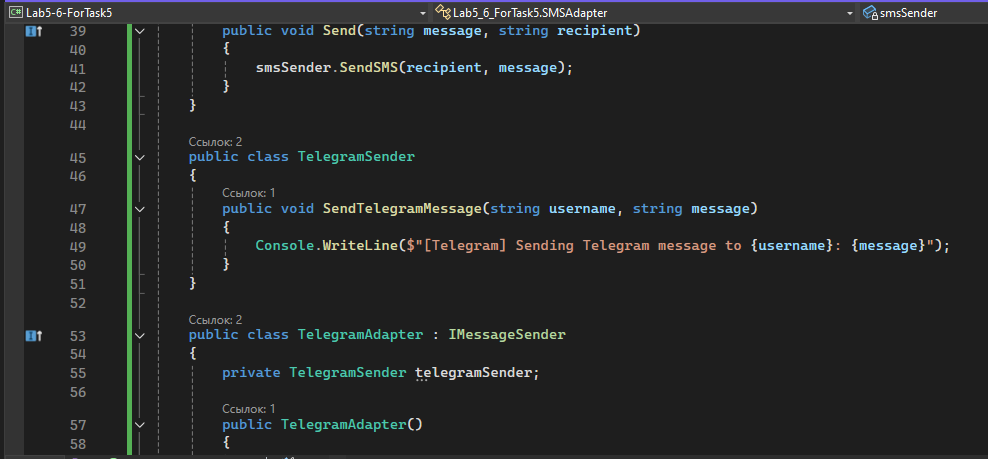 C# Lab5-6-ForTask5 Lab5_6_ForTask5.SMSAdapter smsSender
39 public void Send(string message, string recipient)
40 {
41 smsSender.SendSMS(recipient, message);
42 }
43 }
44
Ссылок: 2
45 public class TelegramSender
46 {
Ссылок: 1
47 public void SendTelegramMessage(string username, string message)
48 {
49 Console.WriteLine($"[Telegram] Sending Telegram message to {username}: {message}");
50 }
51 }
52
Ссылок: 2
53 public class TelegramAdapter : IMessageSender
54 {
55 private TelegramSender telegramSender;
56
Ссылок: 1
57 public TelegramAdapter()
58 {